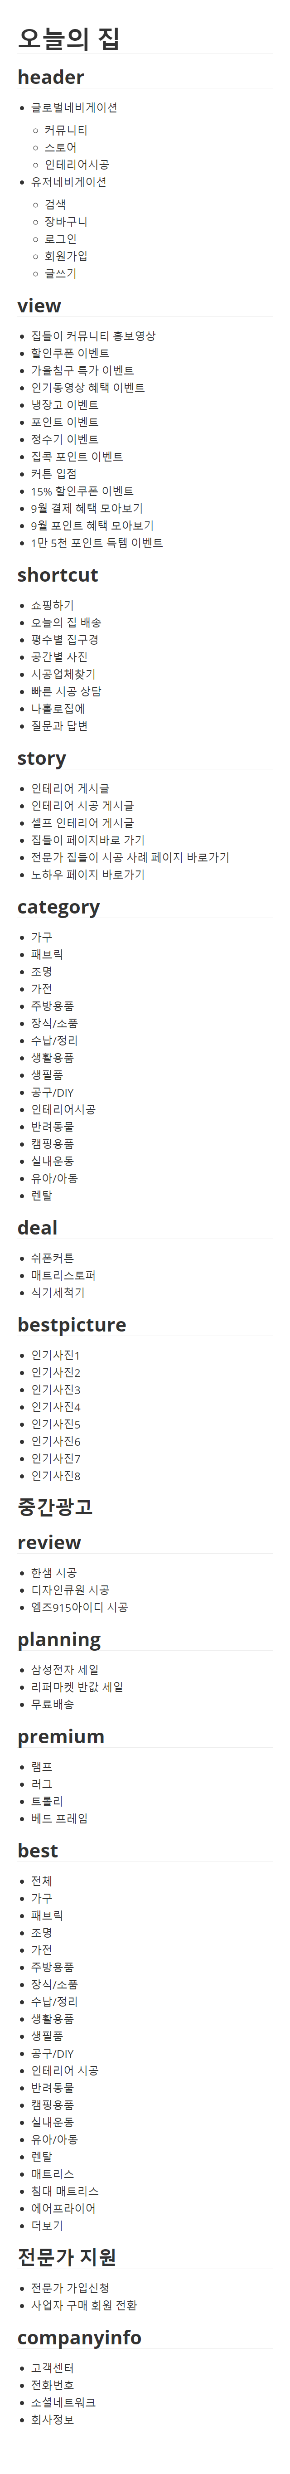 오늘의 집
header
글로벌네비게이션
커뮤니티
스토어
인테리어시공
유저네비게이션
검색
장바구니
로그인
회원가입
글쓰기
view
집들이 커뮤니티 홍보영상
할인쿠폰 이벤트
가을침구 특가 이벤트
인기동영상 혜택 이벤트
냉장고 이벤트
포인트 이벤트
정수기 이벤트
집콕 포인트 이벤트
커튼 입점
15% 할인쿠폰 이벤트
9월 결제 혜택 모아보기
9월 포인트 혜택 모아보기
1만 5천 포인트 득템 이벤트
shortcut
쇼핑하기
오늘의 집 배송
평수별 집구경
공간별 사진
시공업체찾기
빠른 시공 상담
나홀로집에
질문과 답변
story
인테리어 게시글
인테리어 시공 게시글
셀프 인테리어 게시글
집들이 페이지바로 가기
전문가 집들이 시공 사례 페이지 바로가기
노하우 페이지 바로가기
category
가구
패브릭
조명
가전
주방용품
장식/소품
수납/정리
생활용품
생필품
공구/DIY
인테리어시공
반려동물
캠핑용품
실내운동
유아/아동
렌탈
deal
쉬폰커튼
매트리스토퍼
식기세척기
bestpicture
인기사진1
인기사진2
인기사진3
인기사진4
인기사진5
인기사진6
인기사진7
인기사진8
중간광고
review
한샘 시공
디자인큐원 시공
엠즈915아이디 시공
planning
삼성전자 세일
리퍼마켓 반값 세일
무료배송
premium
램프
러그
트롤리
베드 프레임
best
전체
가구
패브릭
조명
가전
주방용품
장식/소품
수납/정리
생활용품
생필품
공구/DIY
인테리어 시공
반려동물
캠핑용품
실내운동
유아/아동
렌탈
매트리스
침대 매트리스
에어프라이어
더보기
전문가 지원
전문가 가입신청
사업자 구매 회원 전환
companyinfo
고객센터
전화번호
소셜네트워크
회사정보